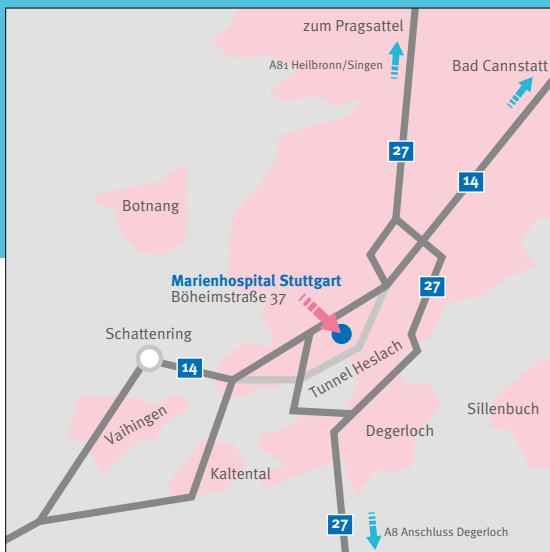 zum Pragsattel
A81 Heilbronn/Singen
Bad Cannstatt
27
14
Botnang
Marienhospital Stuttgart
Böheimstraße 37
27
Schattenring
14
Tunnel Heslach
Vaihingen
Sillenbuch
Degerloch
Kaltental
27
A8 Anschluss Degerloch